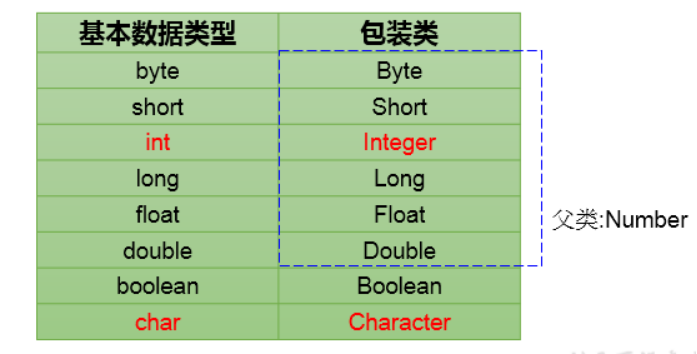 基本数据类型 包装类
byte Byte
short Short
int Integer
long Long
float Float
父类:Number
double Double
boolean Boolean
char Character